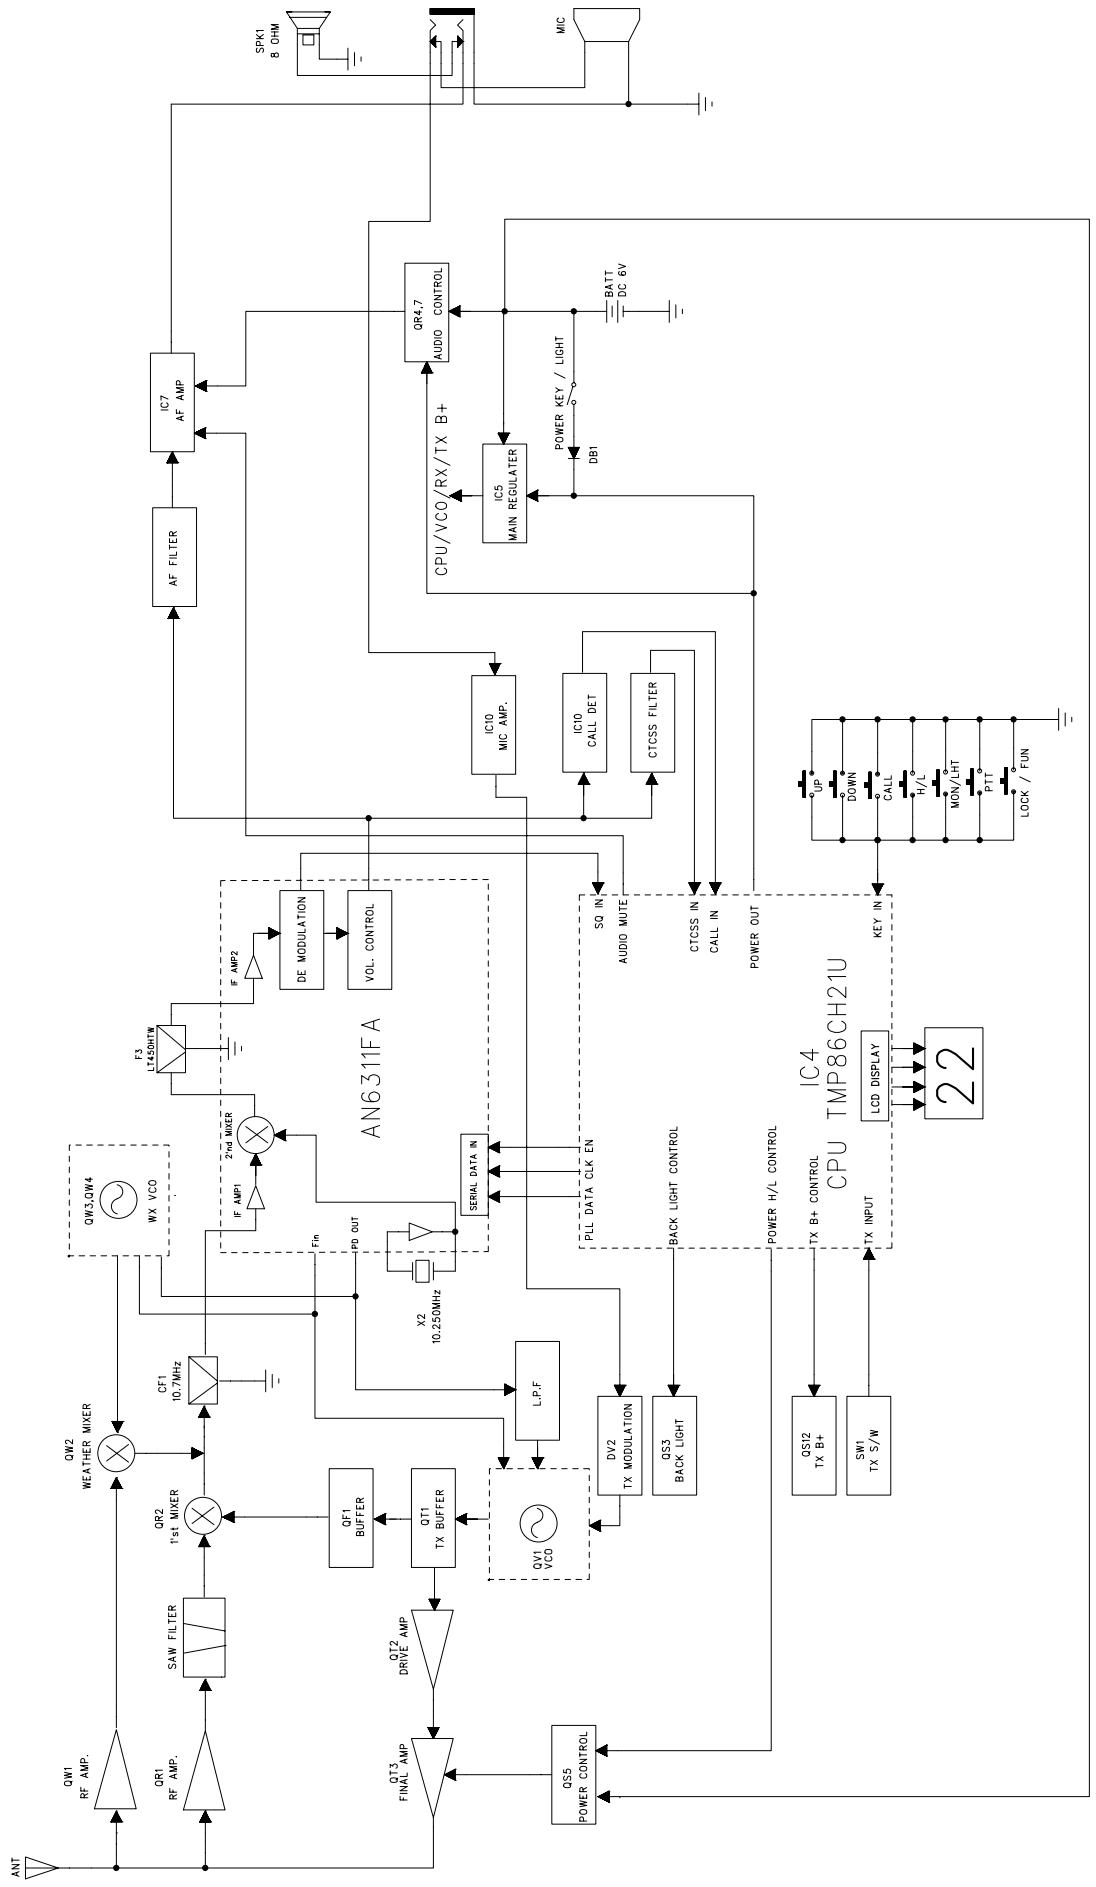 ANT
QW1
RF AMP.
QR1
RF AMP.
SAW FILTER
QW2
WEATHER MIXER
QR2
1'st MIXER
CF1
10.7MHz
QW3,QW4
WX VCO
IF AMP1
2'nd MIXER
F3
LT450HTW
IF AMP2
DE MODULATION
VOL. CONTROL
AN6311FA
Fin
PD OUT
X2
10.250MHz
SERIAL DATA IN
AF FILTER
IC7
AF AMP
SPK1
8 OHM
MIC
QR4,7
AUDIO CONTROL
BATT
DC 6V
POWER KEY / LIGHT
DB1
IC5
MAIN REGULATER
CPU/VCO/RX/TX B+
IC10
MIC AMP.
IC10
CALL DET
CTCSS FILTER
QT3
FINAL AMP
QT2
DRIVE AMP
QT1
TX BUFFER
QF1
BUFFER
QV1
VCO
L.P.F
DV2
TX MODULATION
QS3
BACK LIGHT
QS5
POWER CONTROL
QS12
TX B+
SW1
TX S/W
PLL DATA CLK EN
BACK LIGHT CONTROL
POWER H/L CONTROL
TX B+ CONTROL
TX INPUT
SQ IN
AUDIO MUTE
CTCSS IN
CALL IN
POWER OUT
KEY IN
IC4
CPU TMP86CH21U
LCD DISPLAY
22
UP
DOWN
CALL
H/L
MON/LHT
PTT
LOCK / FUN